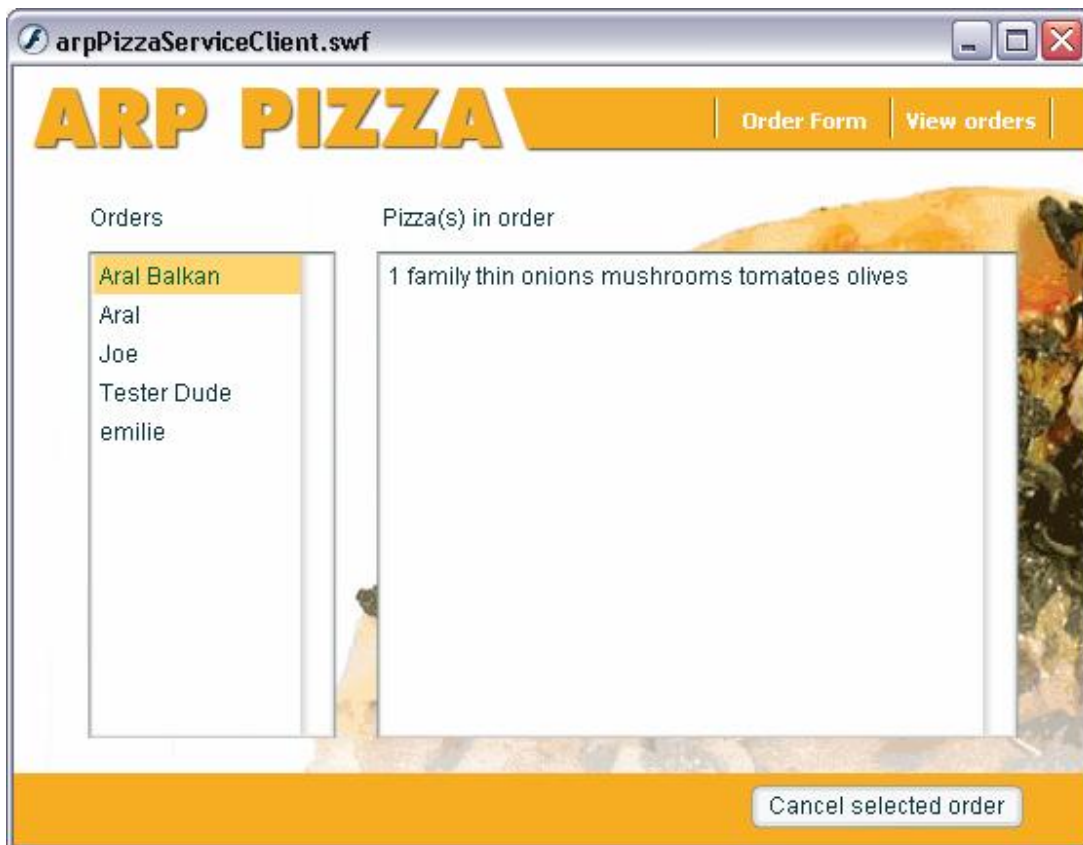 arpPizzaServiceClient.swf
ARP PIZZA
Order Form View orders
Orders
Pizza(s) in order
Aral Balkan
Aral
Joe
Tester Dude
emilie
1 family thin onions mushrooms tomatoes olives
Cancel selected order